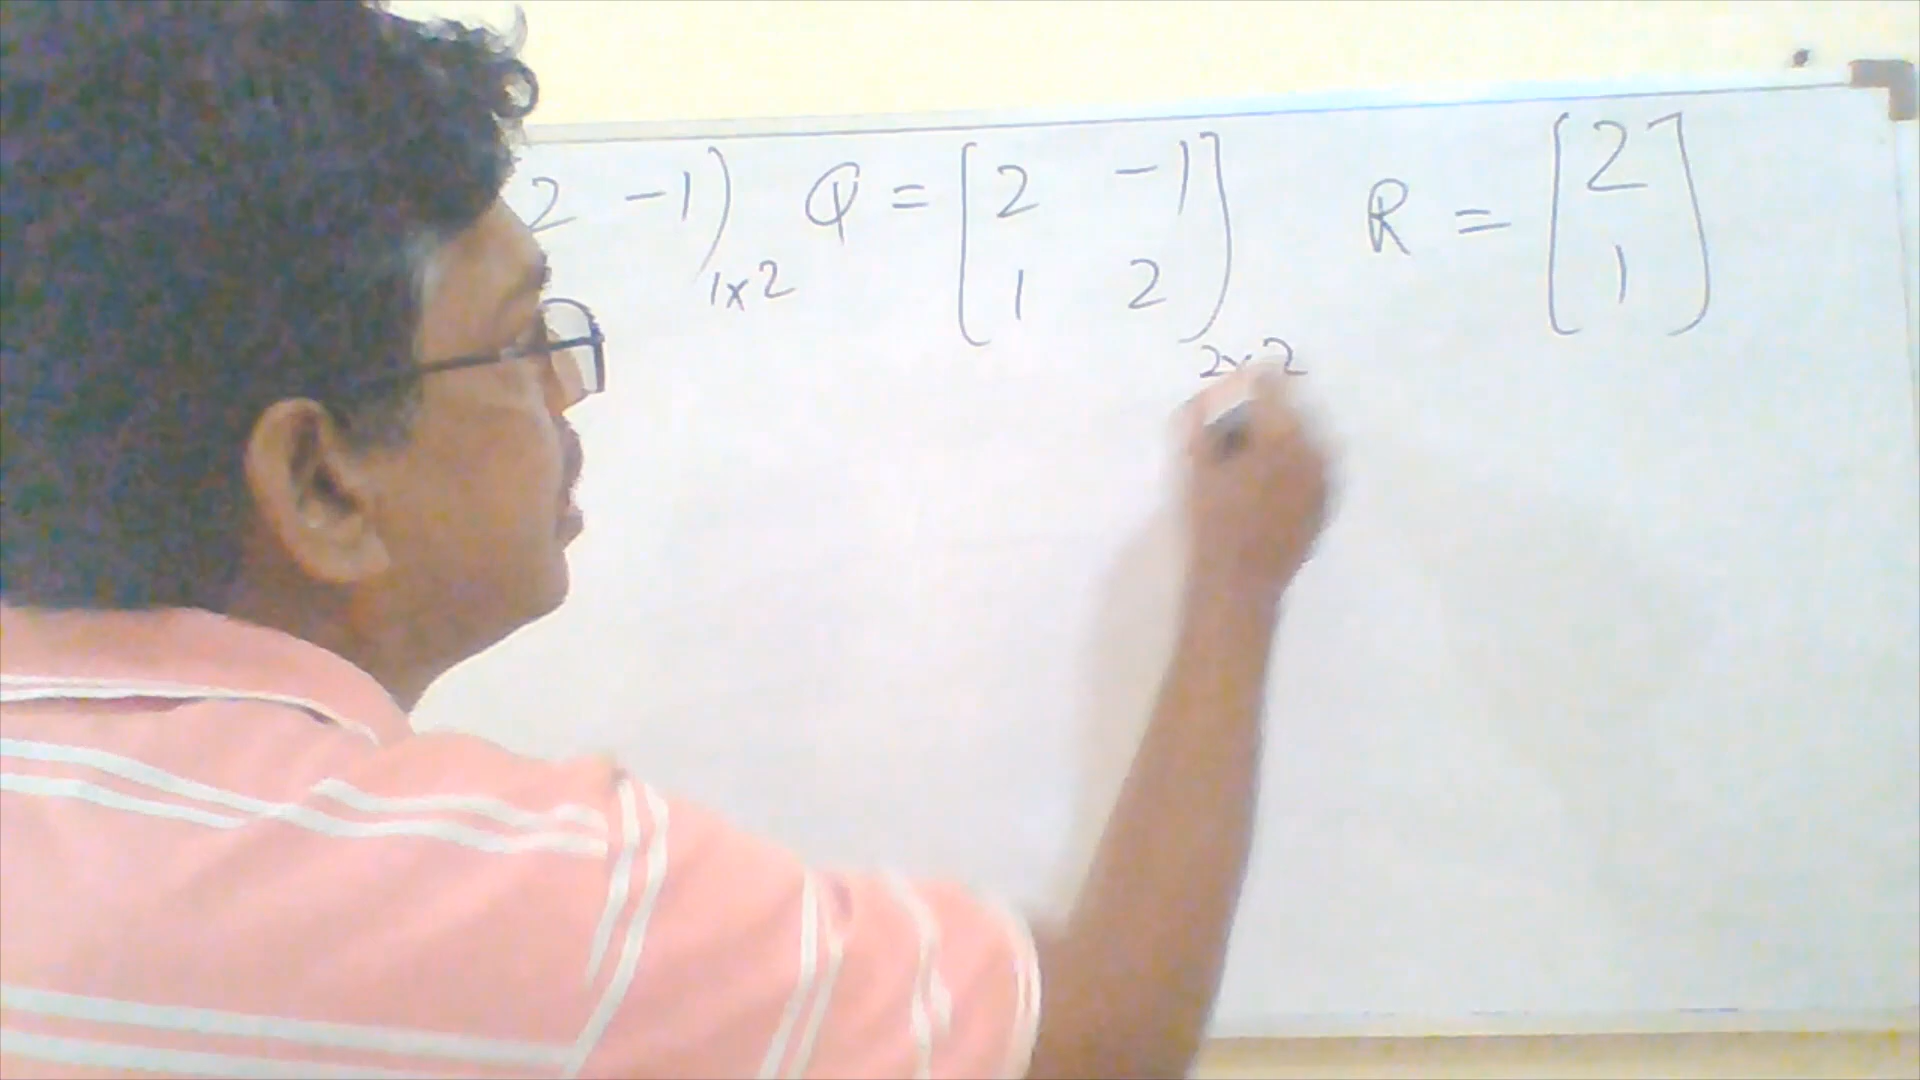 2 -1] Q = [2 -1] R = [2]
1x2 [1 2] [1]
2x2